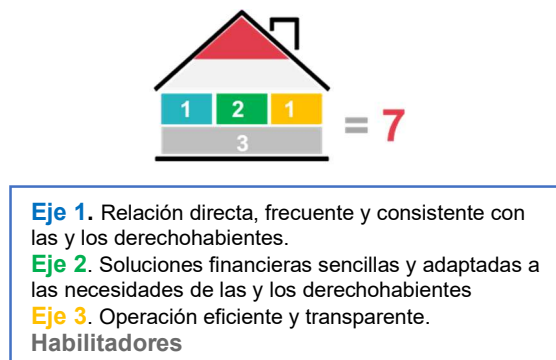 1 2 1
3
= 7
Eje 1. Relación directa, frecuente y consistente con
las y los derechohabientes.
Eje 2. Soluciones financieras sencillas y adaptadas a
las necesidades de las y los derechohabientes
Eje 3. Operación eficiente y transparente.
Habilitadores